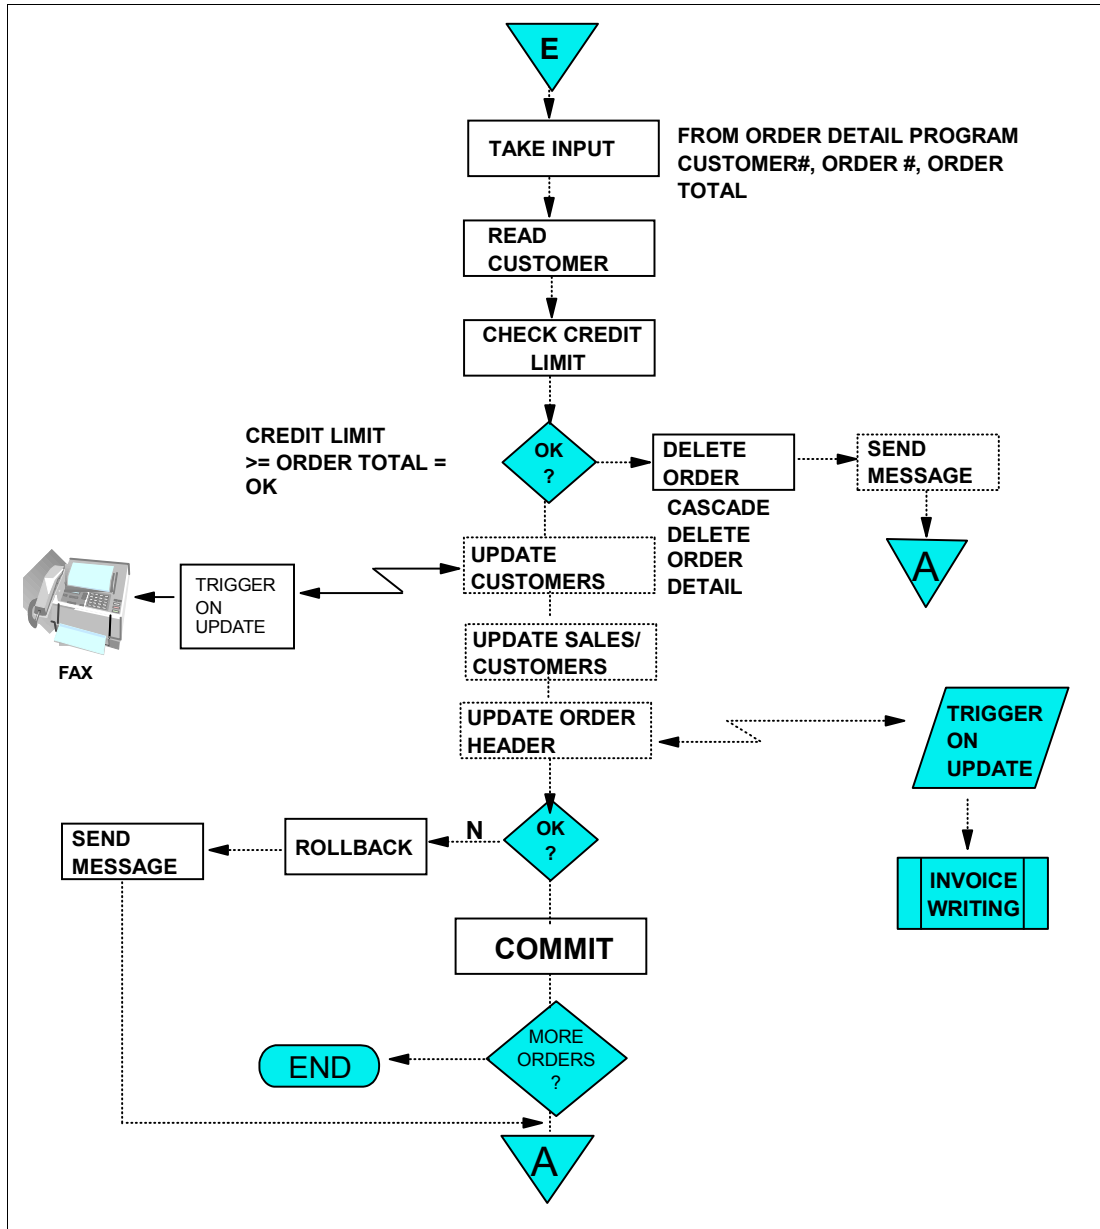 E
TAKE INPUT
FROM ORDER DETAIL PROGRAM
CUSTOMER#, ORDER #, ORDER
TOTAL
READ
CUSTOMER
CHECK CREDIT
LIMIT
CREDIT LIMIT
>= ORDER TOTAL =
OK
OK
?
DELETE
ORDER
SEND
MESSAGE
CASCADE
DELETE
ORDER
DETAIL
A
UPDATE
CUSTOMERS
TRIGGER
ON
UPDATE
FAX
UPDATE SALES/
CUSTOMERS
UPDATE ORDER
HEADER
TRIGGER
ON
UPDATE
OK
?
N
ROLLBACK
SEND
MESSAGE
INVOICE
WRITING
COMMIT
MORE
ORDERS
?
END
A